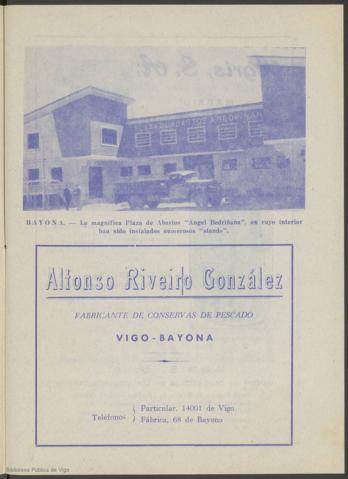 BAYONA. — La magnífica Plaza de Abastos "Angel Bedriñana", en cuyo interior
han sido instalados numerosos "stands".
Alfonso Riveiro González
FABRICANTE DE CONSERVAS DE PESCADO
VIGO-BAYONA
Teléfonos
Particular, 14001 de Vigo
Fábrica, 68 de Bayona
Biblioteca Pública de Vigo